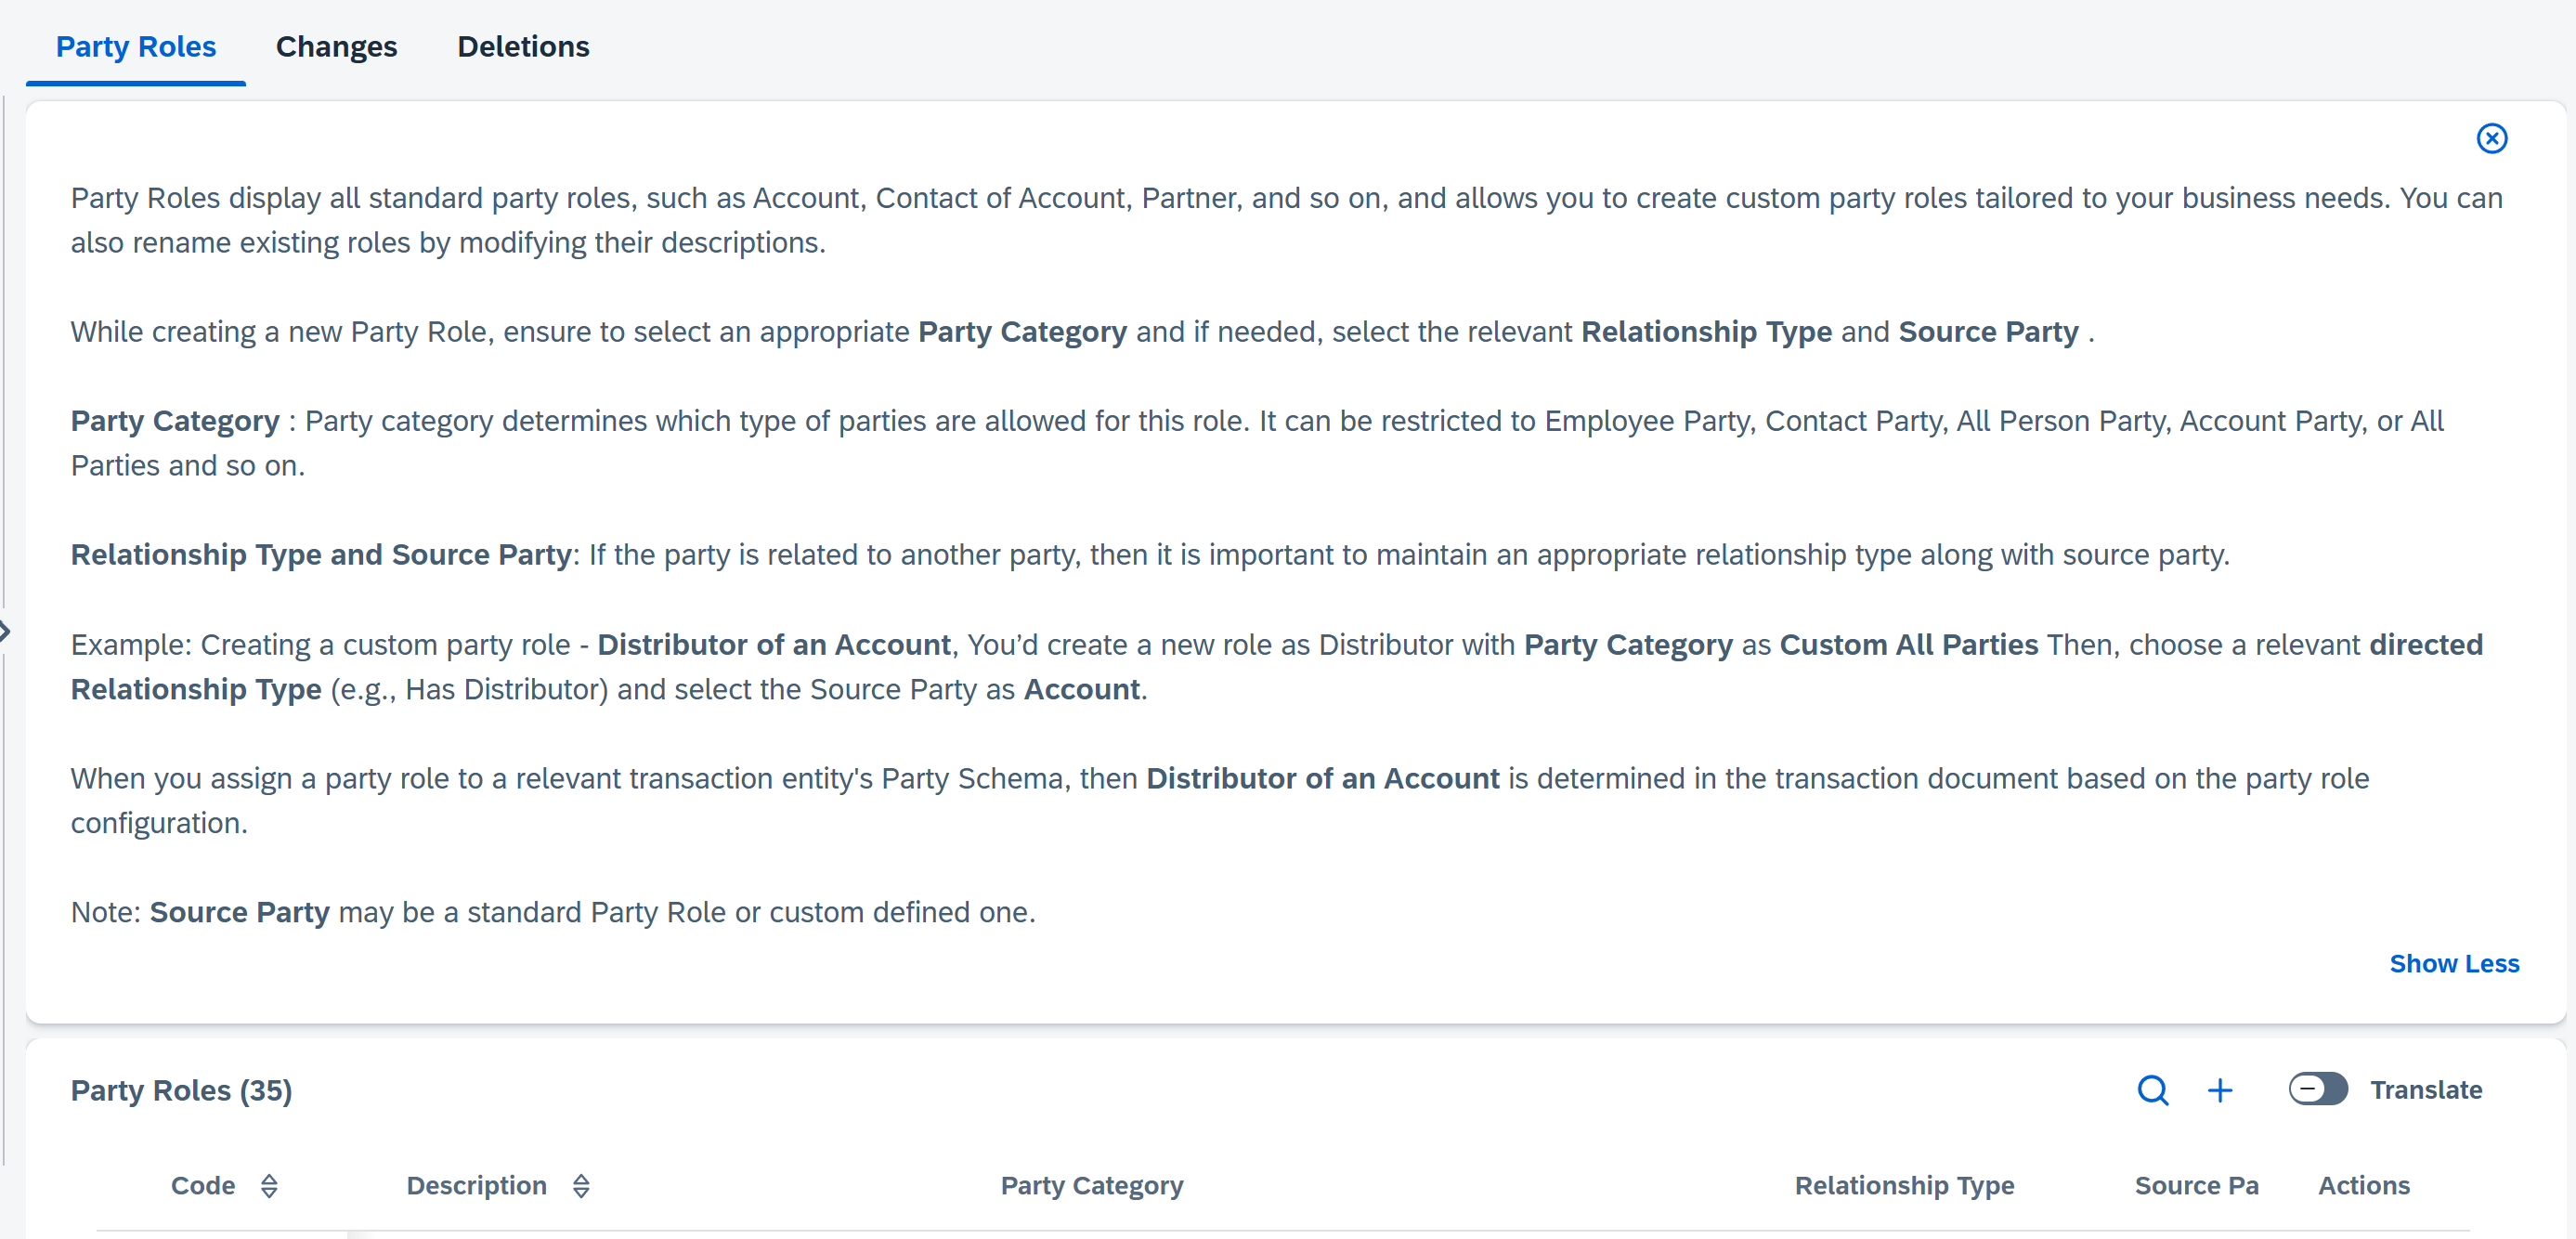 Party Roles Changes Deletions
Party Roles display all standard party roles, such as Account, Contact of Account, Partner, and so on, and allows you to create custom party roles tailored to your business needs. You can
also rename existing roles by modifying their descriptions.
While creating a new Party Role, ensure to select an appropriate Party Category and if needed, select the relevant Relationship Type and Source Party .
Party Category : Party category determines which type of parties are allowed for this role. It can be restricted to Employee Party, Contact Party, All Person Party, Account Party, or All
Parties and so on.
Relationship Type and Source Party: If the party is related to another party, then it is important to maintain an appropriate relationship type along with source party.
Example: Creating a custom party role - Distributor of an Account, You’d create a new role as Distributor with Party Category as Custom All Parties Then, choose a relevant directed
Relationship Type (e.g., Has Distributor) and select the Source Party as Account.
When you assign a party role to a relevant transaction entity's Party Schema, then Distributor of an Account is determined in the transaction document based on the party role
configuration.
Note: Source Party may be a standard Party Role or custom defined one.
Show Less
Party Roles (35) Translate
Code Description Party Category Relationship Type Source Pa Actions